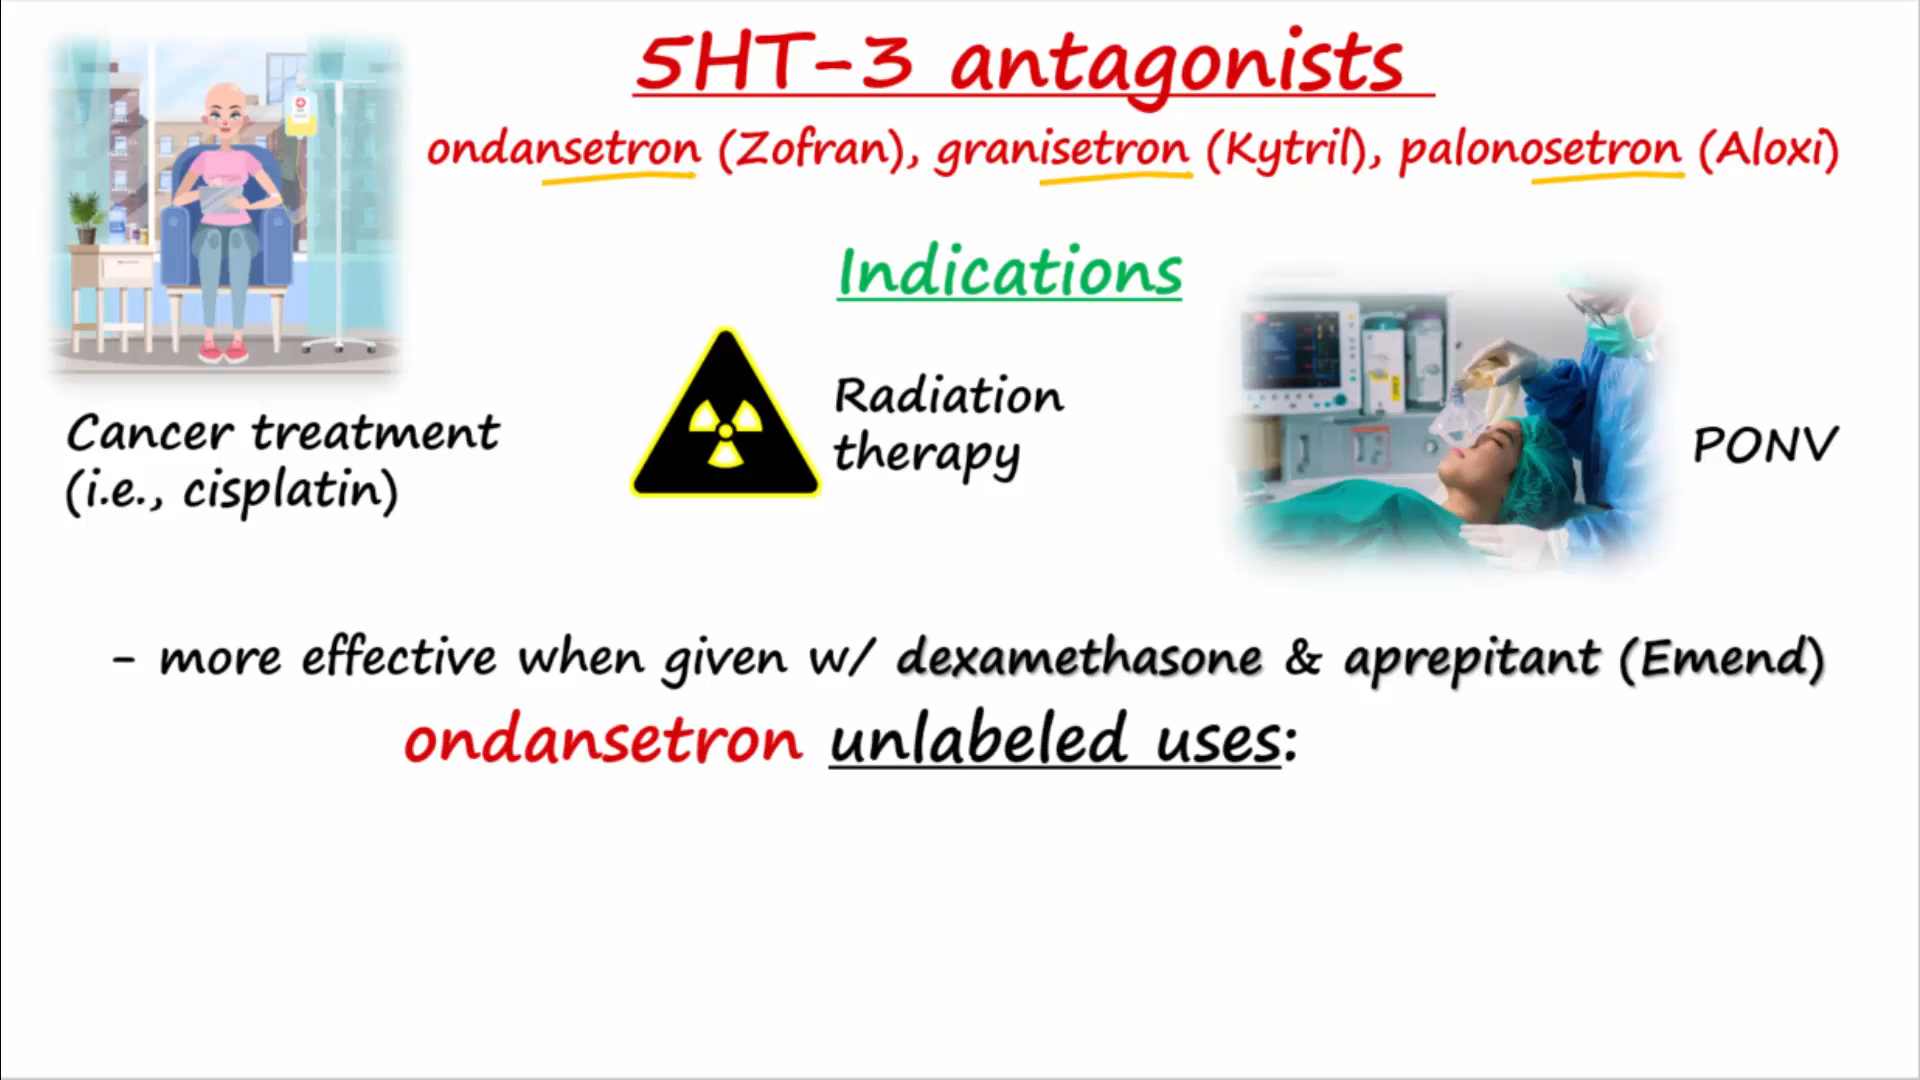 5HT-3 antagonists
ondansetron (Zofran), granisetron (Kytril), palonosetron (Aloxi)
Indications
Cancer treatment
(i.e., cisplatin)
Radiation
therapy
PONV
- more effective when given w/ dexamethasone & aprepitant (Emend)
ondansetron unlabeled uses: